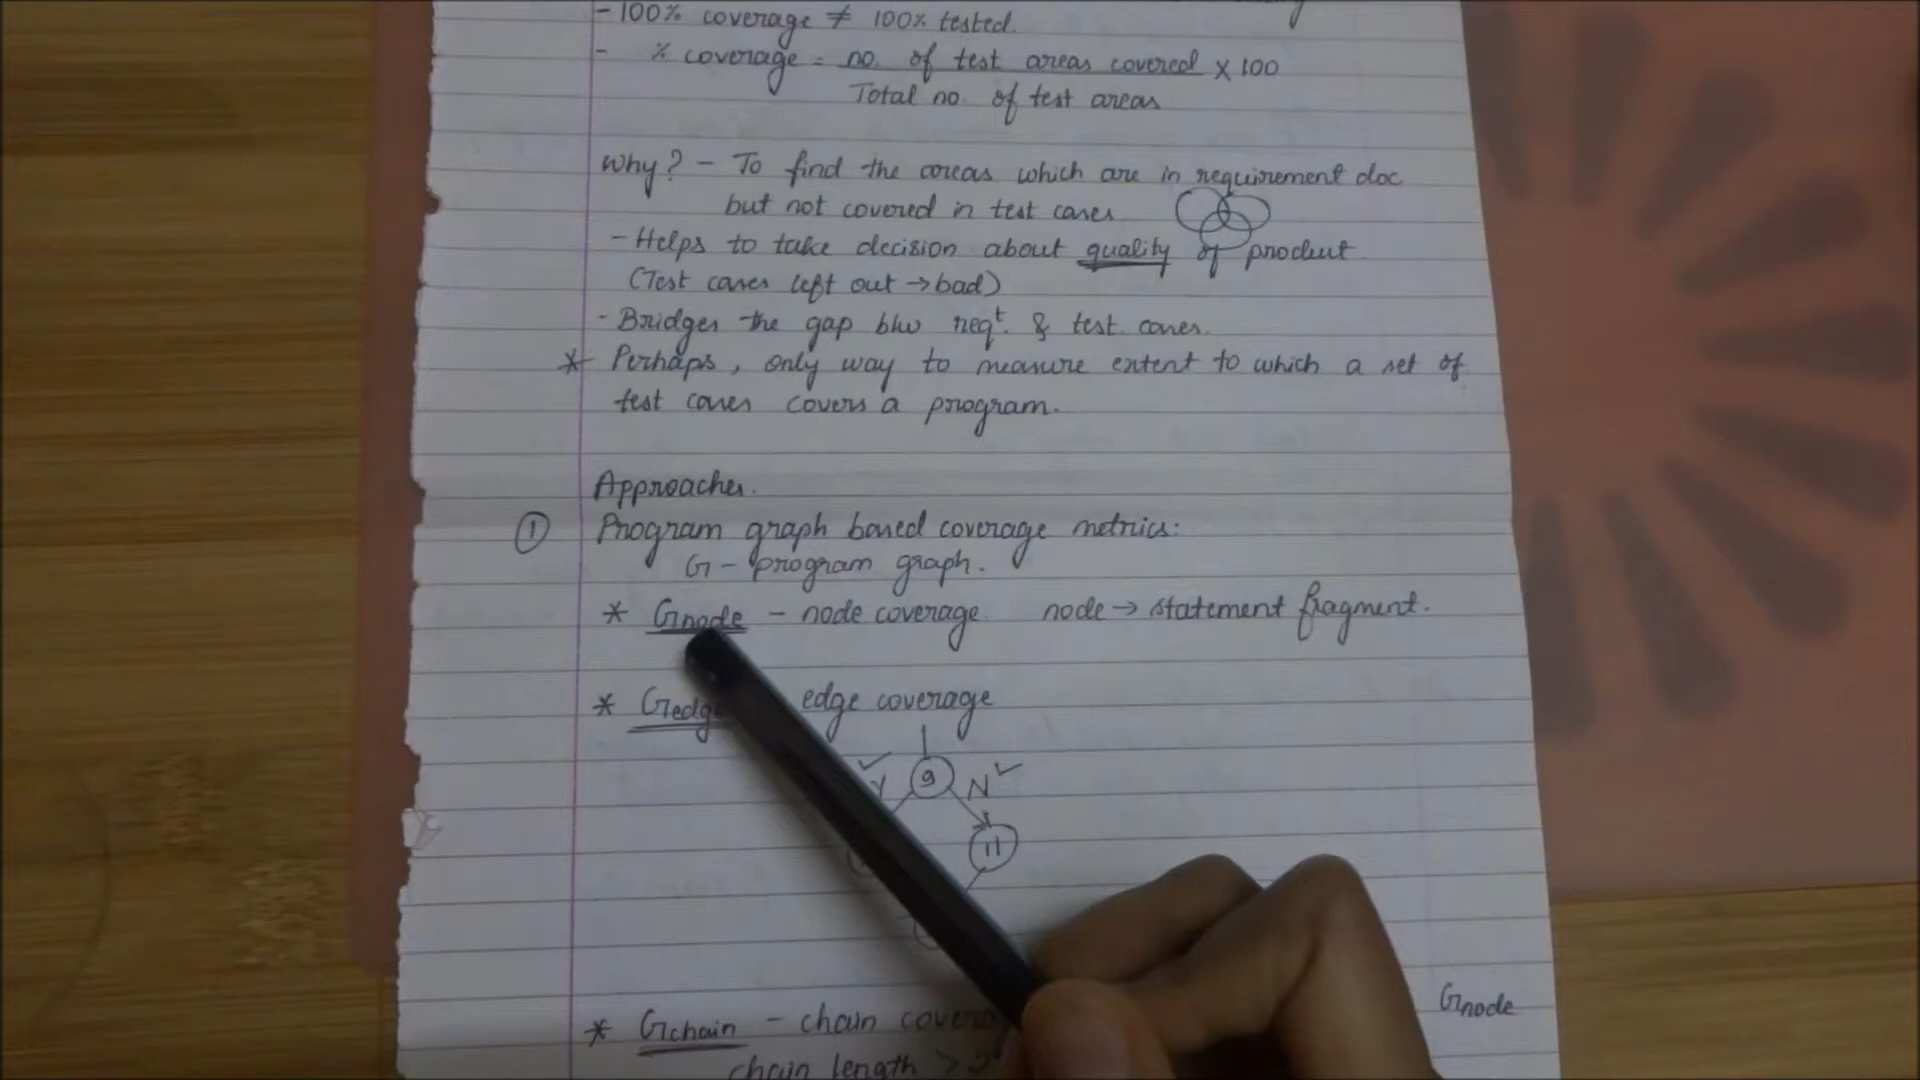 - 100% coverage ≠ 100% tested.
- % coverage = no. of test areas covered × 100
Total no. of test areas
Why? - To find the areas which are in requirement doc
but not covered in test cases
- Helps to take decision about quality of product
(Test cases left out → bad)
- Bridges the gap b/w reqt. & test cases.
* Perhaps, only way to measure extent to which a set of
test cases covers a program.
Approaches.
① Program graph based coverage metrics:
G - program graph.
* Gnode - node coverage node → statement fragment.
* Gedge edge coverage
Y 9 N
11
* Gchain - chain
Gnode
chain length >